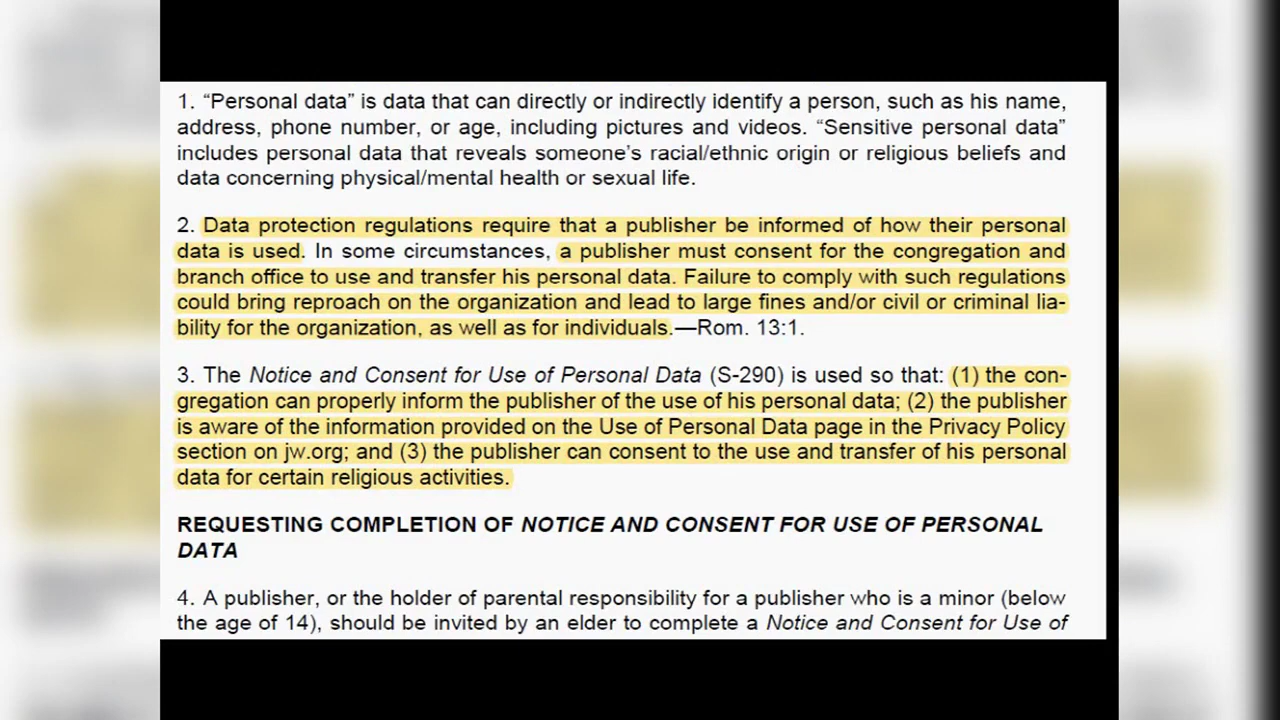 1. “Personal data” is data that can directly or indirectly identify a person, such as his name,
address, phone number, or age, including pictures and videos. “Sensitive personal data”
includes personal data that reveals someone’s racial/ethnic origin or religious beliefs and
data concerning physical/mental health or sexual life.
2. Data protection regulations require that a publisher be informed of how their personal
data is used. In some circumstances, a publisher must consent for the congregation and
branch office to use and transfer his personal data. Failure to comply with such regulations
could bring reproach on the organization and lead to large fines and/or civil or criminal lia-
bility for the organization, as well as for individuals.—Rom. 13:1.
3. The Notice and Consent for Use of Personal Data (S-290) is used so that: (1) the con-
gregation can properly inform the publisher of the use of his personal data; (2) the publisher
is aware of the information provided on the Use of Personal Data page in the Privacy Policy
section on jw.org; and (3) the publisher can consent to the use and transfer of his personal
data for certain religious activities.
REQUESTING COMPLETION OF NOTICE AND CONSENT FOR USE OF PERSONAL
DATA
4. A publisher, or the holder of parental responsibility for a publisher who is a minor (below
the age of 14), should be invited by an elder to complete a Notice and Consent for Use of